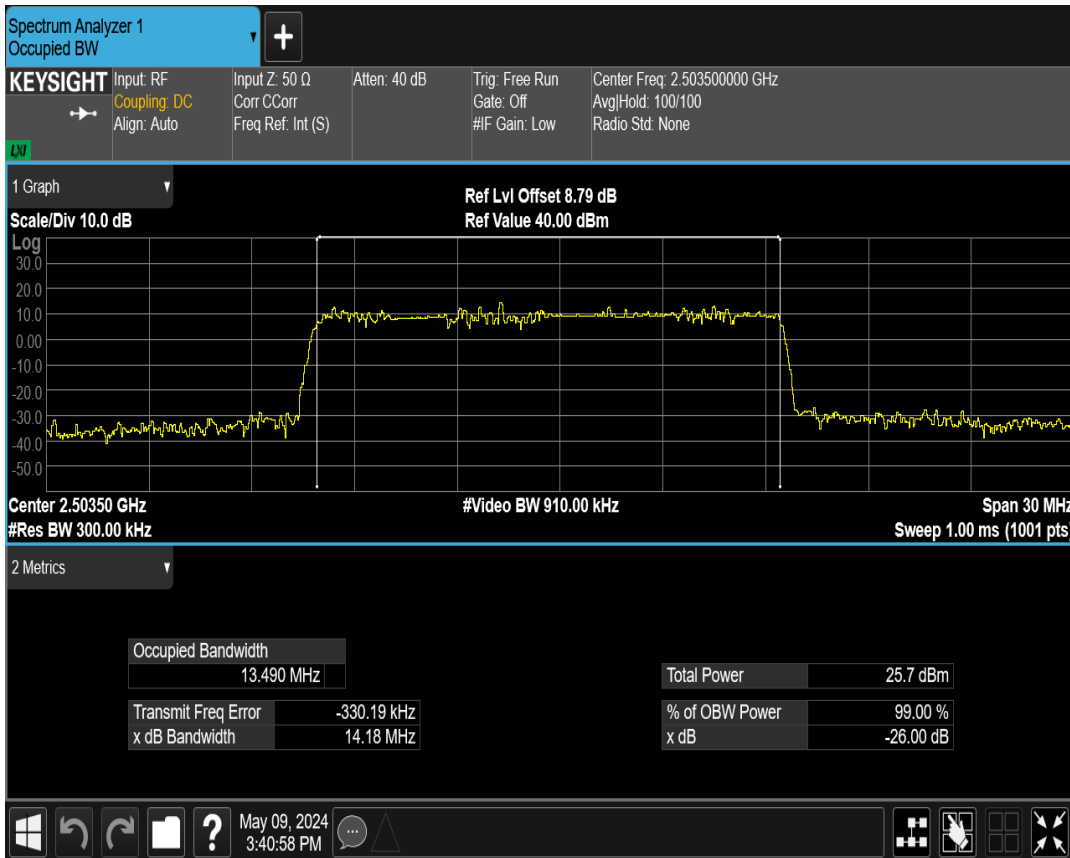 Spectrum Analyzer 1
Occupied BW
+
KEYSIGHT
LXI
Input: RF
Coupling: DC
Align: Auto
Input Z: 50 Ω
Corr CCorr
Freq Ref: Int (S)
Atten: 40 dB
Trig: Free Run
Gate: Off
#IF Gain: Low
Center Freq: 2.503500000 GHz
Avg|Hold: 100/100
Radio Std: None
1 Graph
Scale/Div 10.0 dB
Ref Lvl Offset 8.79 dB
Ref Value 40.00 dBm
Log
30.0
20.0
10.0
0.00
-10.0
-20.0
-30.0
-40.0
-50.0
Center 2.50350 GHz
#Video BW 910.00 kHz
Span 30 MHz
#Res BW 300.00 kHz
Sweep 1.00 ms (1001 pts)
2 Metrics
Occupied Bandwidth
13.490 MHz
Total Power 25.7 dBm
Transmit Freq Error -330.19 kHz
% of OBW Power 99.00 %
x dB Bandwidth 14.18 MHz
x dB -26.00 dB
?
May 09, 2024
3:40:58 PM